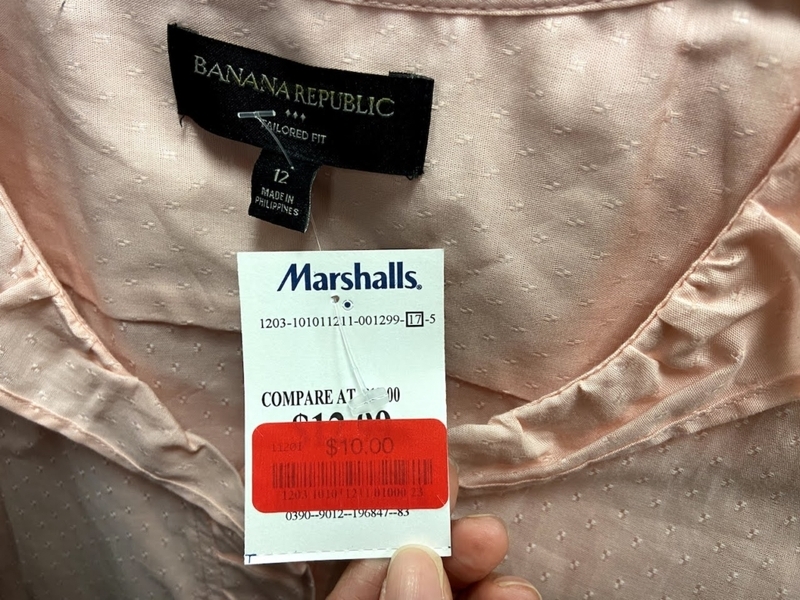 BANANA REPUBLIC
TAILORED FIT
12
MADE IN
PHILIPPINES
Marshalls.
1203-101011211-001299-17-5
COMPARE AT
$10.00
0390--9012--196847--83